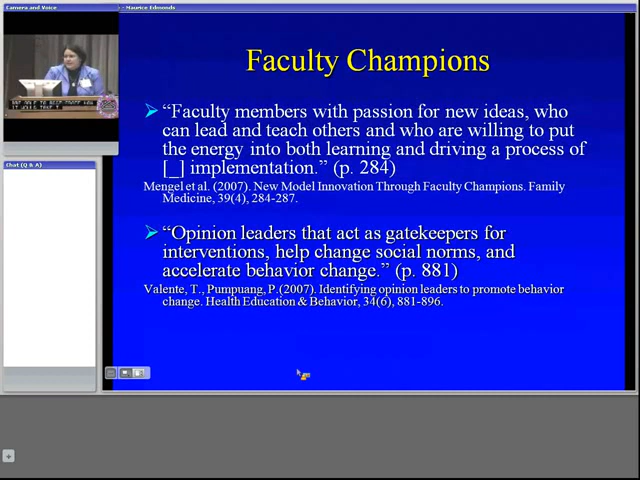 Camera and Voice
- Maurice Edmonds
Faculty Champions
"Faculty members with passion for new ideas, who
can lead and teach others and who are willing to put
the energy into both learning and driving a process of
[_] implementation." (p. 284)
Mengel et al. (2007). New Model Innovation Through Faculty Champions. Family
Medicine, 39(4), 284-287.
"Opinion leaders that act as gatekeepers for
interventions, help change social norms, and
accelerate behavior change." (p. 881)
Valente, T., Pumpuang, P.(2007). Identifying opinion leaders to promote behavior
change. Health Education & Behavior, 34(6), 881-896.
Chat (Q & A)